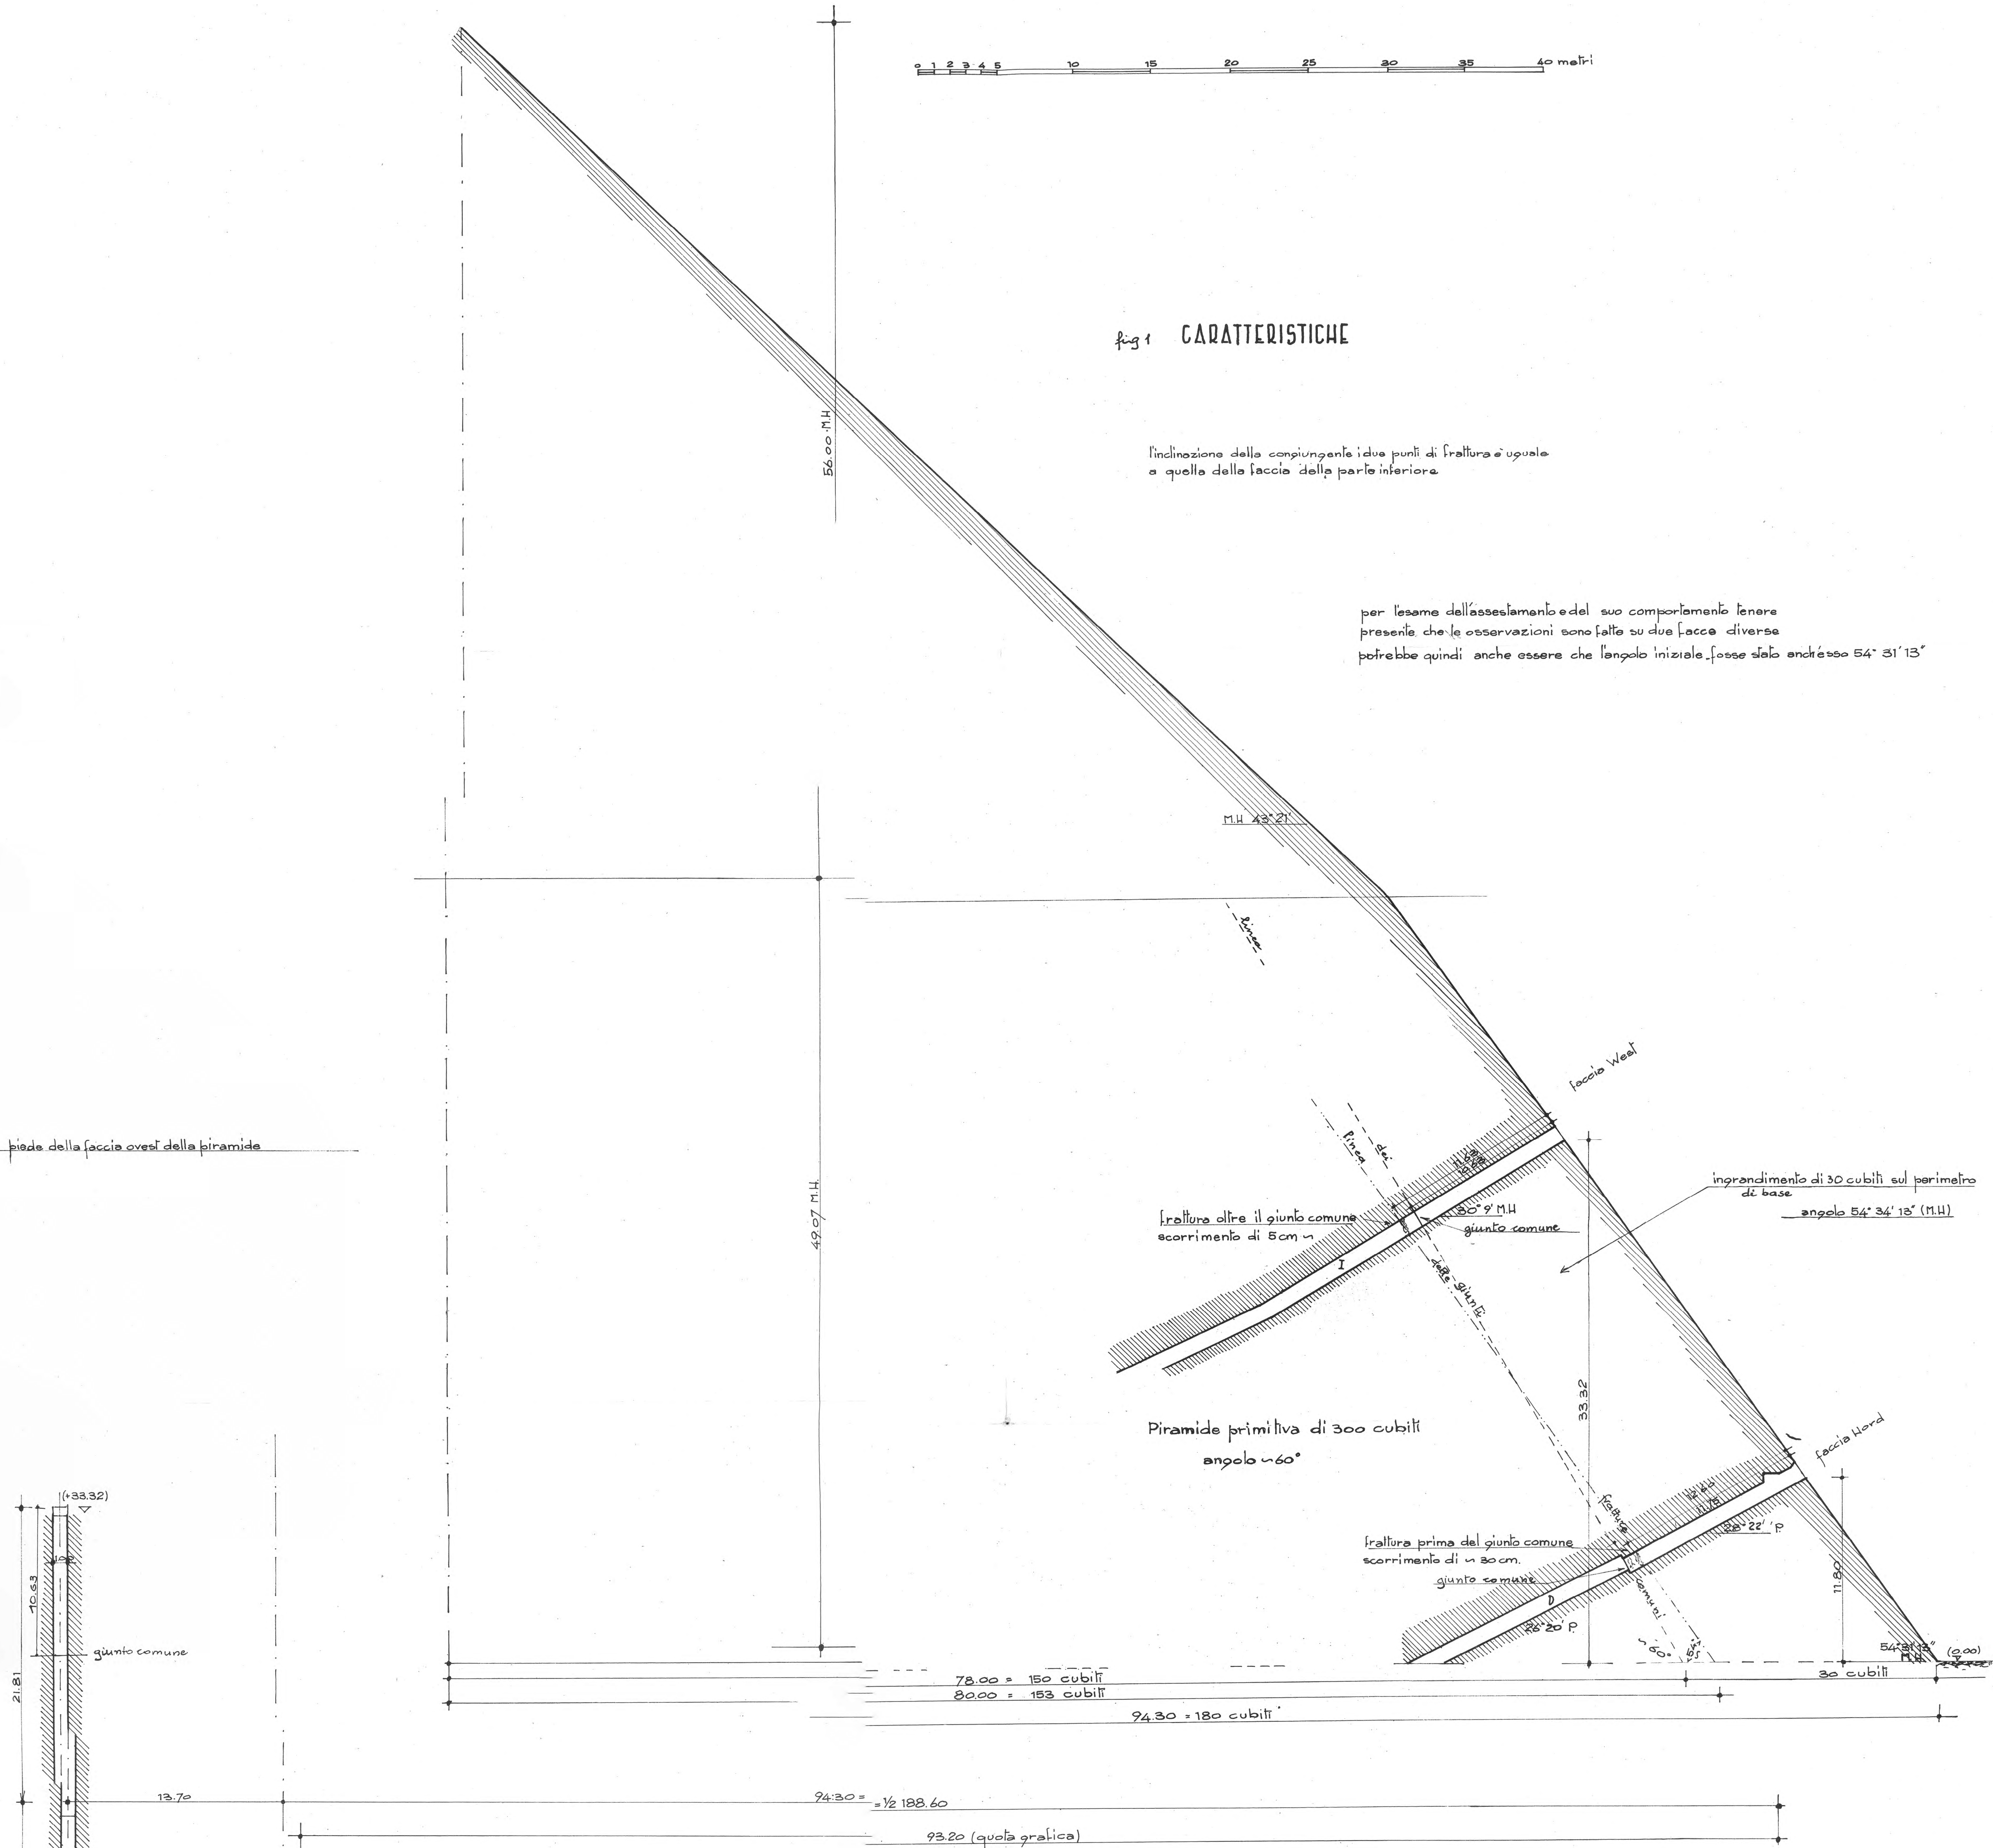 0 1 2 3 4 5 10 15 20 25 30 35 40 metri
fig 1 CARATTERISTICHE
56.00 M.H
l'inclinazione della congiungente i due punti di frattura è uguale
a quella della faccia della parte inferiore
per l'esame dell'assestamento e del suo comportamento tenere
presente che le osservazioni sono fatte su due facce diverse
potrebbe quindi anche essere che l'angolo iniziale fosse stato anch'esso 54° 31' 13"
M.H 43° 21'
linea
faccia West
piede della faccia ovest della piramide
linea
dei
49.07 M.H.
ingrandimento di 30 cubiti sul perimetro
di base
angolo 54° 34' 13" (M.H)
frattura oltre il giunto comune
scorrimento di 5 cm ~
30° 9' M.H
giunto comune
I
delle giunti
33.32
Piramide primitiva di 300 cubiti
angolo ~ 60°
faccia Nord
(+33.32)
12.60
11.75
fratture
26° 22' P.
frattura prima del giunto comune
scorrimento di ~ 30 cm.
giunto comune
comuni
11.80
10.63
D
26° 20' P.
giunto comune
~ 60°
54° 31' 13"
M.H.
(0.00)
21.81
78.00 = 150 cubiti
30 cubiti
80.00 = 153 cubiti
94.30 = 180 cubiti
13.70
94.30 =
= ½ 188.60
93.20 (quota grafica)